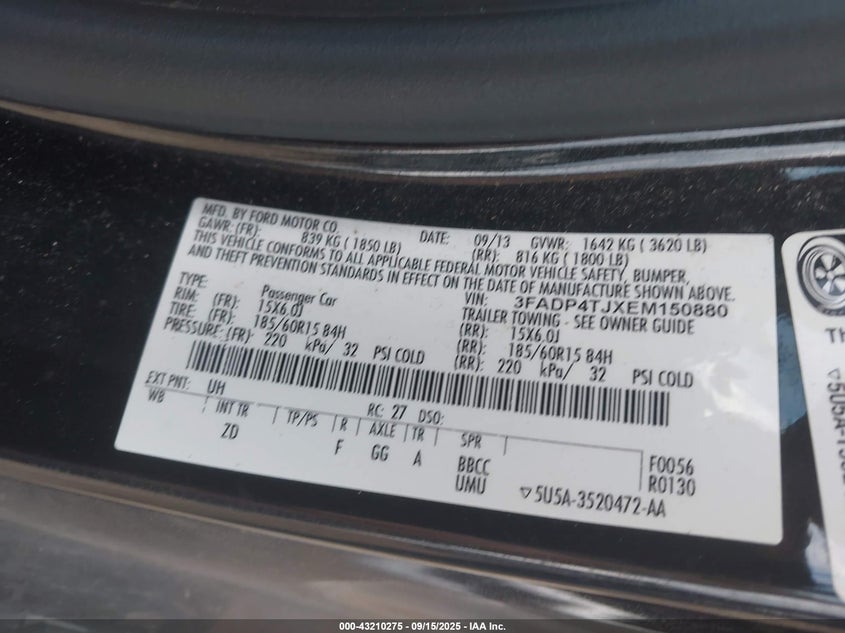 MFD. BY FORD MOTOR CO.
DATE: 09/13 GVWR: 1642 KG ( 3620 LB)
GAWR: (FR): 839 KG ( 1850 LB) (RR): 816 KG ( 1800 LB)
THIS VEHICLE CONFORMS TO ALL APPLICABLE FEDERAL MOTOR VEHICLE SAFETY, BUMPER,
AND THEFT PREVENTION STANDARDS IN EFFECT ON THE DATE OF MANUFACTURE SHOWN ABOVE.
VIN: 3FADP4TJXEM150880
TYPE: Passenger Car TRAILER TOWING - SEE OWNER GUIDE
RIM: (FR): 15X6.0J (RR): 15X6.0J
TIRE: (FR): 185/60R15 84H (RR): 185/60R15 84H
PRESSURE: (FR): 220 kPa/ 32 PSI COLD (RR): 220 kPa/ 32 PSI COLD
EXT PNT: UH RC: 27 DSO:
WB INT TR TP/PS R AXLE TR SPR
ZD F GG A BBCC F0056
UMU R0130
5U5A-3520472-AA
TH
000-43210275 - 09/15/2025 - IAA Inc.